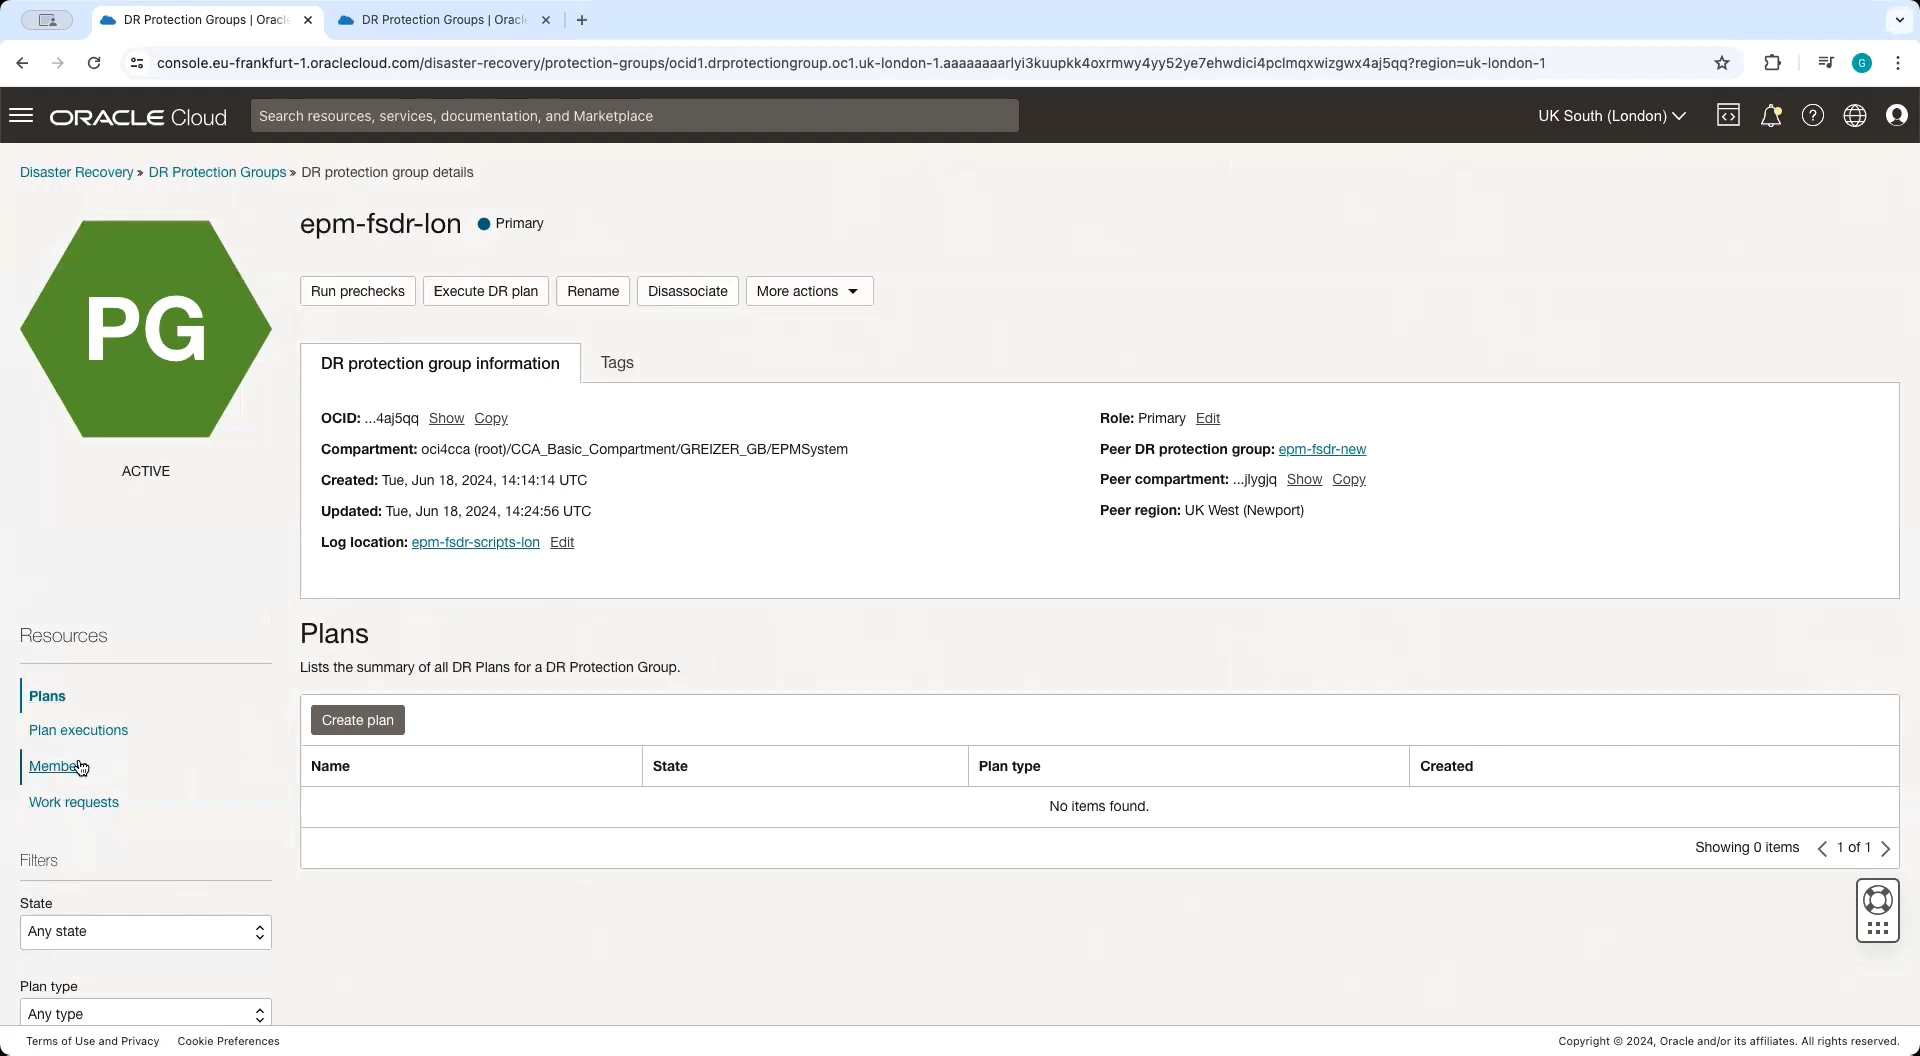 DR Protection Groups | Oracle
DR Protection Groups | Oracl
console.eu-frankfurt-1.oraclecloud.com/disaster-recovery/protection-groups/ocid1.drprotectiongroup.oc1.uk-london-1.aaaaaaaarlyi3kuupkk4oxrmwy4yy52ye7ehwdici4pclmqxwizgwx4aj5qq?region=uk-london-1
G
ORACLE Cloud
Search resources, services, documentation, and Marketplace
UK South (London)
Disaster Recovery » DR Protection Groups » DR protection group details
PG
ACTIVE
epm-fsdr-lon
Primary
Run prechecks
Execute DR plan
Rename
Disassociate
More actions
DR protection group information
Tags
OCID: ...4aj5qq Show Copy
Compartment: oci4cca (root)/CCA_Basic_Compartment/GREIZER_GB/EPMSystem
Created: Tue, Jun 18, 2024, 14:14:14 UTC
Updated: Tue, Jun 18, 2024, 14:24:56 UTC
Log location: epm-fsdr-scripts-lon Edit
Role: Primary Edit
Peer DR protection group: epm-fsdr-new
Peer compartment: ...jlygjq Show Copy
Peer region: UK West (Newport)
Resources
Plans
Plan executions
Membe
Work requests
Filters
State
Any state
Plan type
Any type
Plans
Lists the summary of all DR Plans for a DR Protection Group.
Create plan
Name State Plan type Created
No items found.
Showing 0 items 1 of 1
Terms of Use and Privacy Cookie Preferences
Copyright © 2024, Oracle and/or its affiliates. All rights reserved.